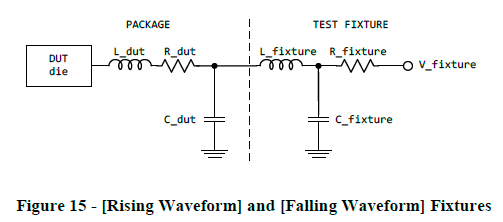 PACKAGE TEST FIXTURE
L_dut R_dut L_fixture R_fixture
DUT
die
V_fixture
C_dut C_fixture
Figure 15 - [Rising Waveform] and [Falling Waveform] Fixtures